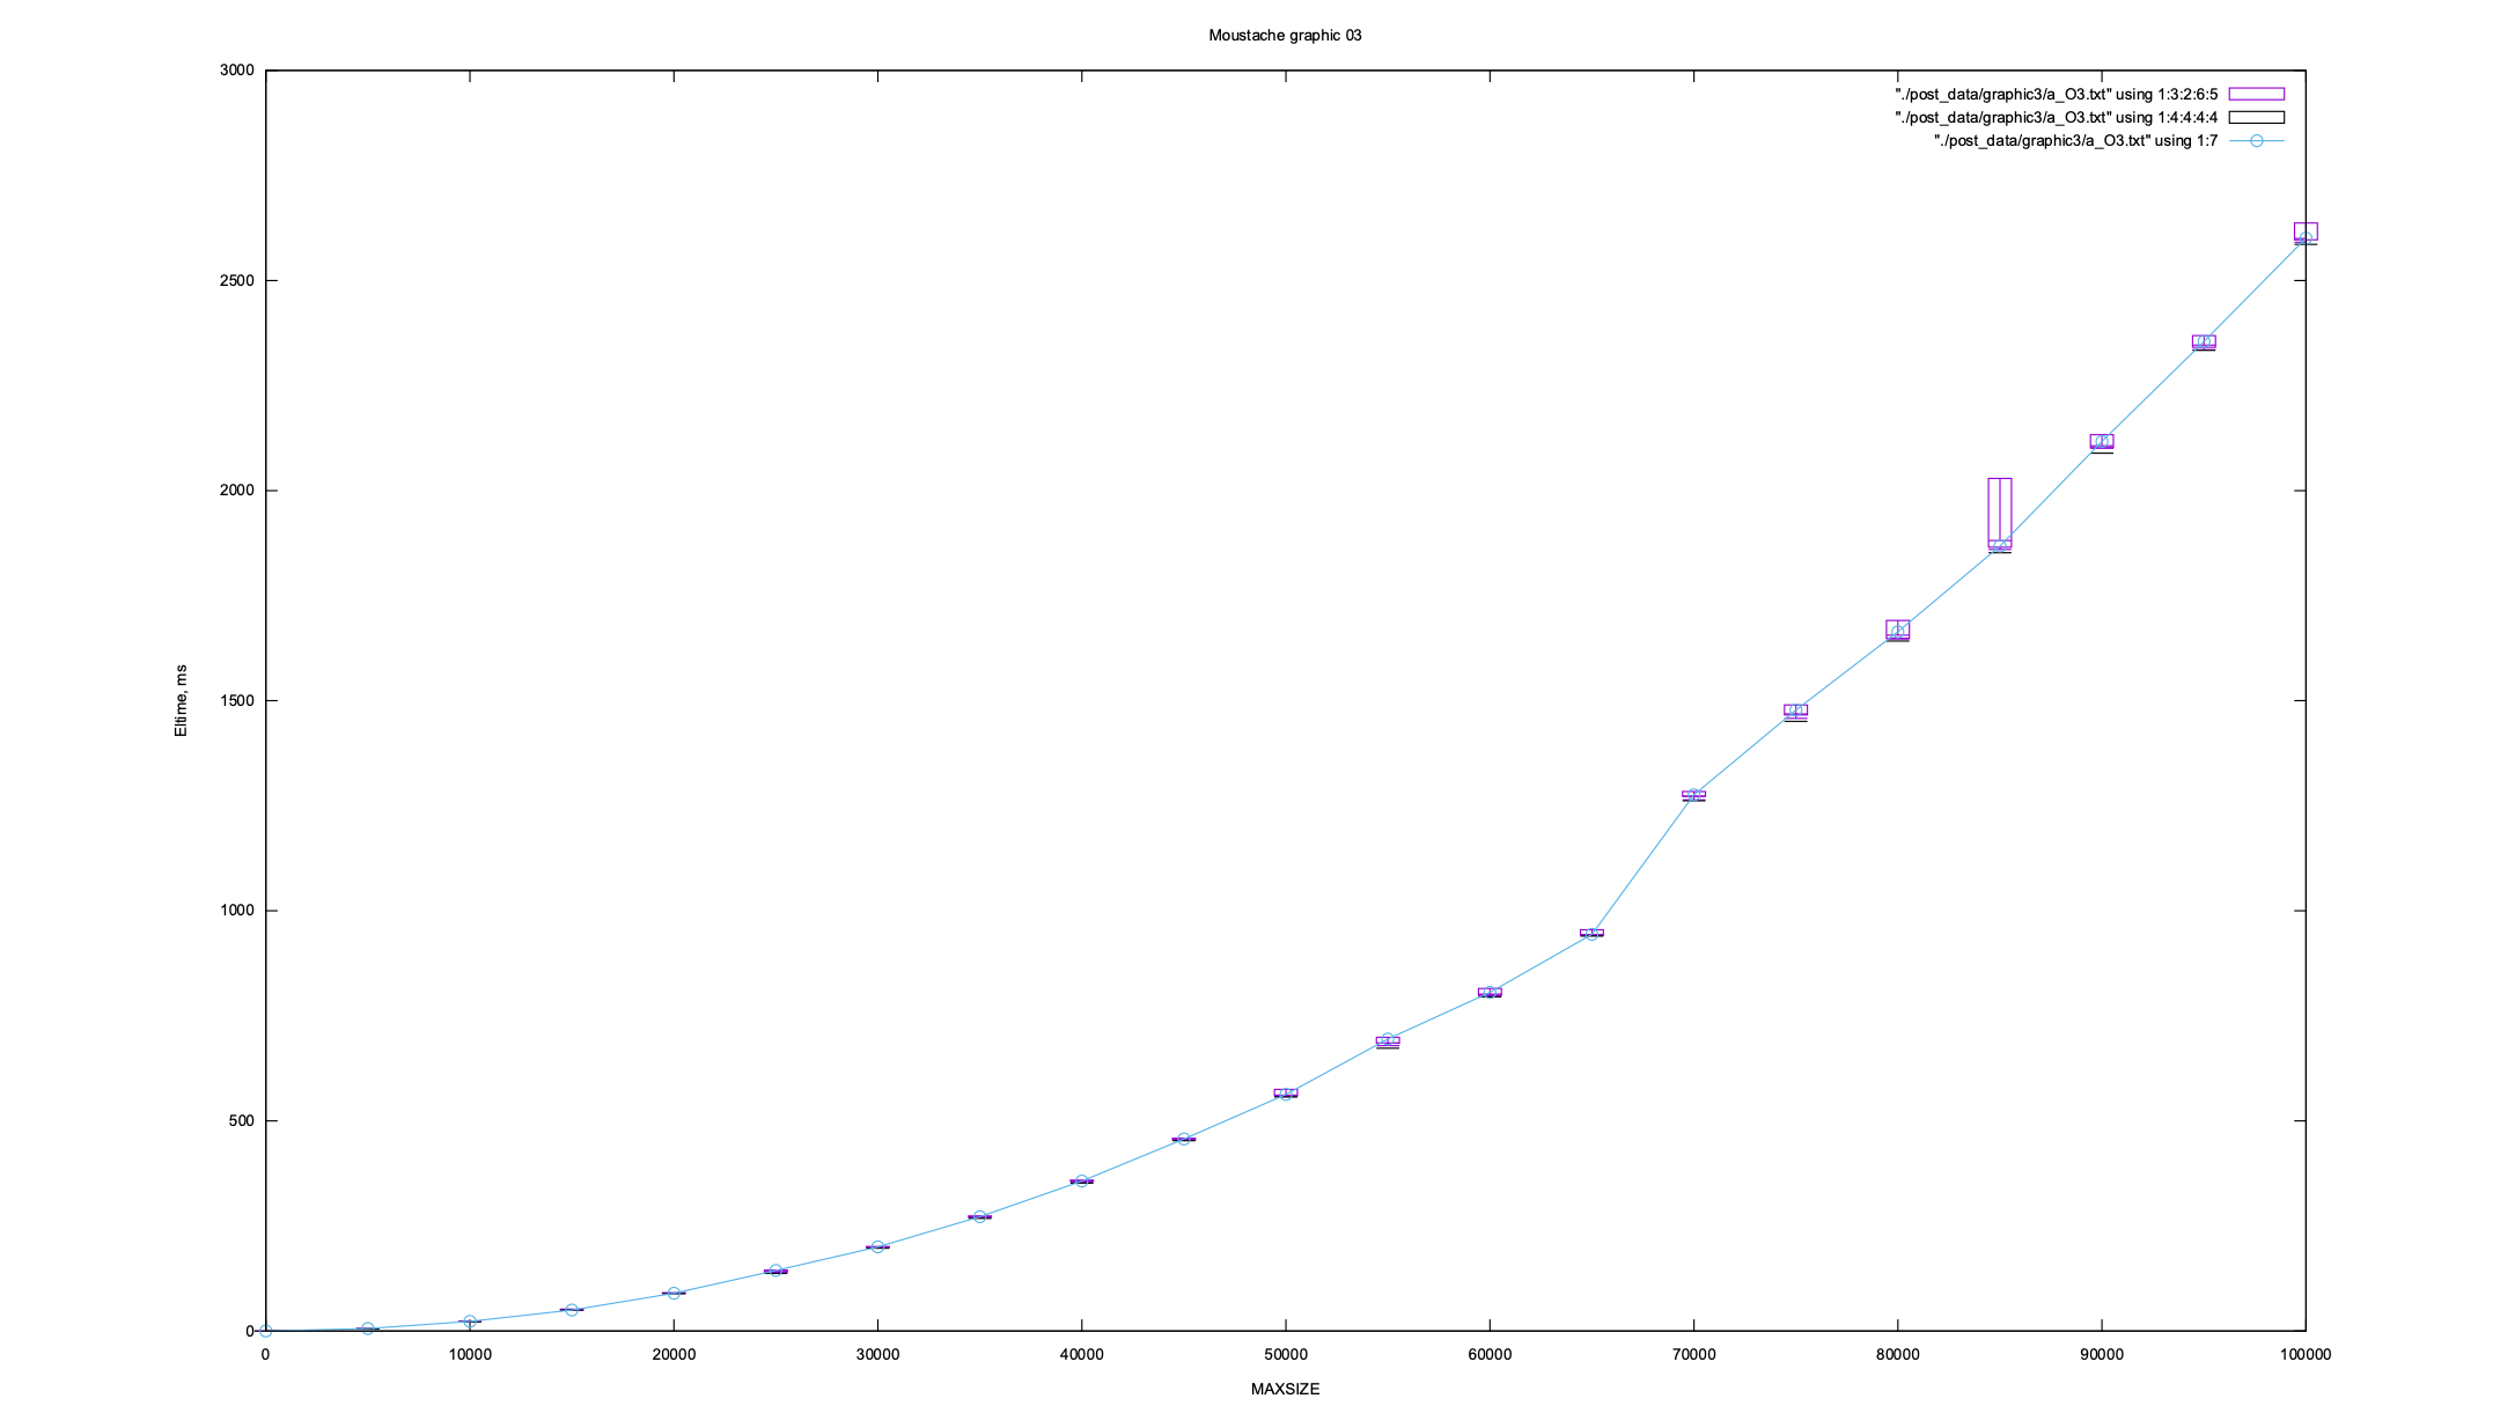 Moustache graphic 03
3000
2500
2000
1500
1000
500
0
Eltime, ms
"./post_data/graphic3/a_O3.txt" using 1:3:2:6:5
"./post_data/graphic3/a_O3.txt" using 1:4:4:4:4
"./post_data/graphic3/a_O3.txt" using 1:7
0 10000 20000 30000 40000 50000 60000 70000 80000 90000 100000
MAXSIZE